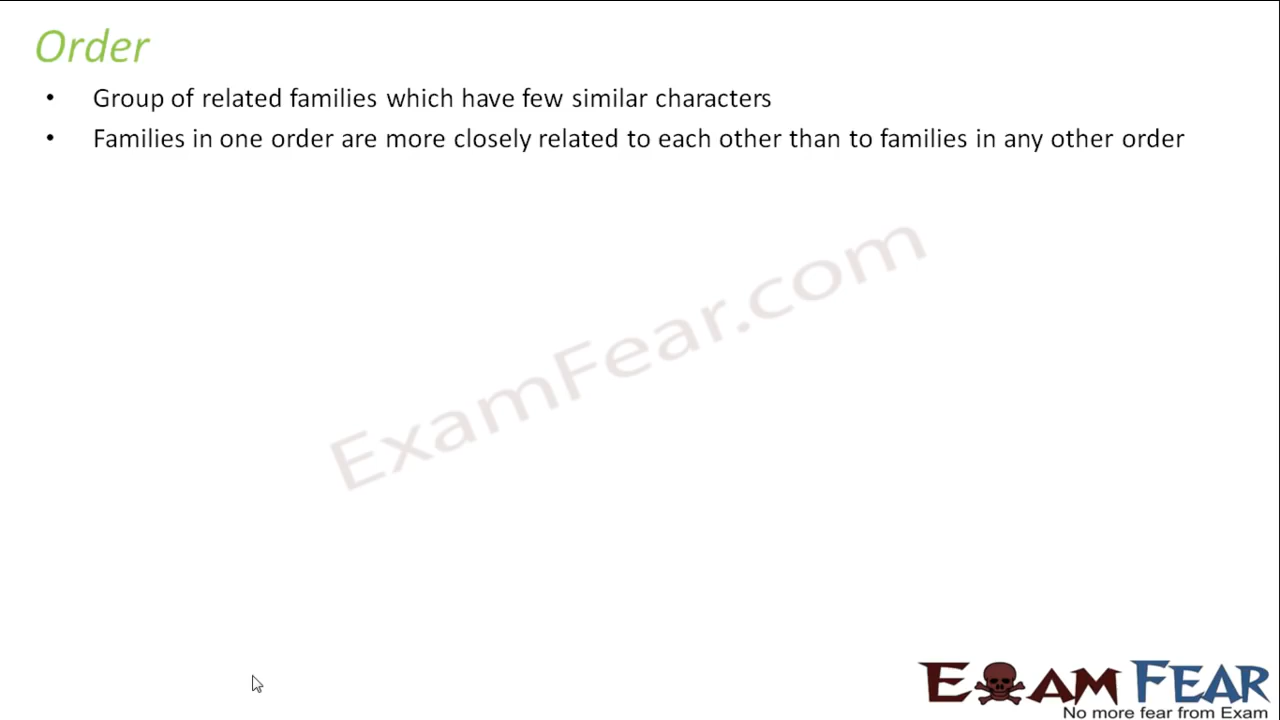 Order
• Group of related families which have few similar characters
• Families in one order are more closely related to each other than to families in any other order
ExamFear.com
EXAM FEAR
No more fear from Exam